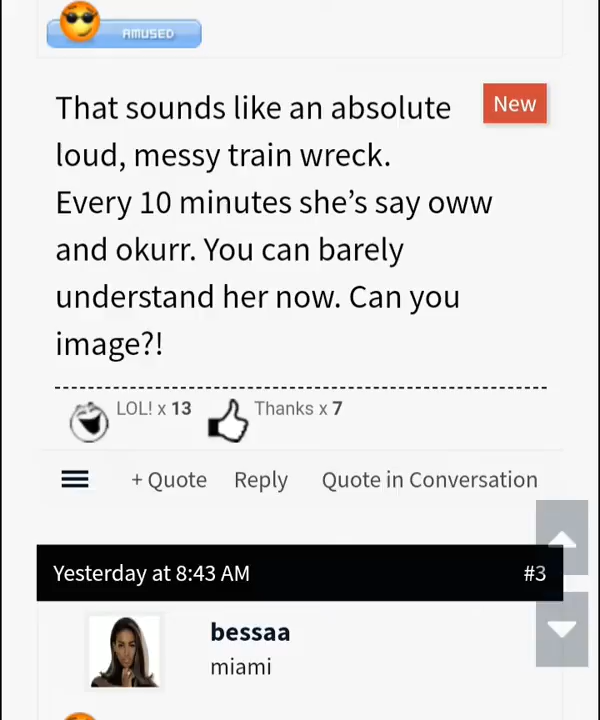 AMUSED
That sounds like an absolute
New
loud, messy train wreck.
Every 10 minutes she’s say oww
and okurr. You can barely
understand her now. Can you
image?!
LOL! x 13 Thanks x 7
+ Quote Reply Quote in Conversation
Yesterday at 8:43 AM #3
bessaa
miami